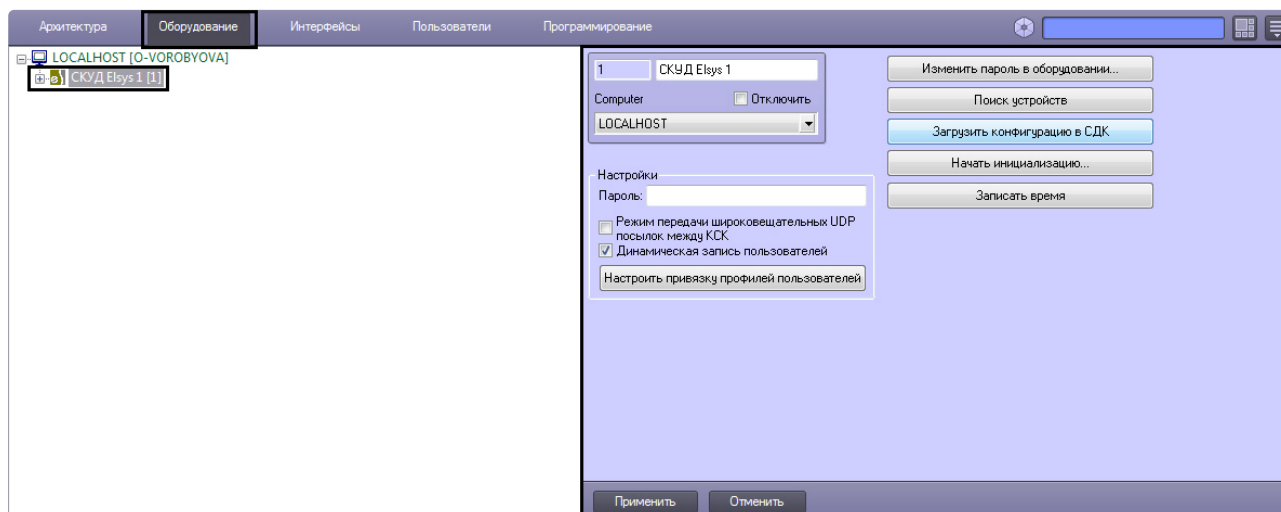 Архитектура Оборудование Интерфейсы Пользователи Программирование
LOCALHOST [O-VOROBYOVA]
СКУД Elsys 1 [1]
1 СКУД Elsys 1
Computer Отключить
LOCALHOST
Настройки
Пароль:
Режим передачи широковещательных UDP
посылок между КСК
Динамическая запись пользователей
Настроить привязку профилей пользователей
Изменить пароль в оборудовании...
Поиск устройств
Загрузить конфигурацию в СДК
Начать инициализацию...
Записать время
Применить Отменить